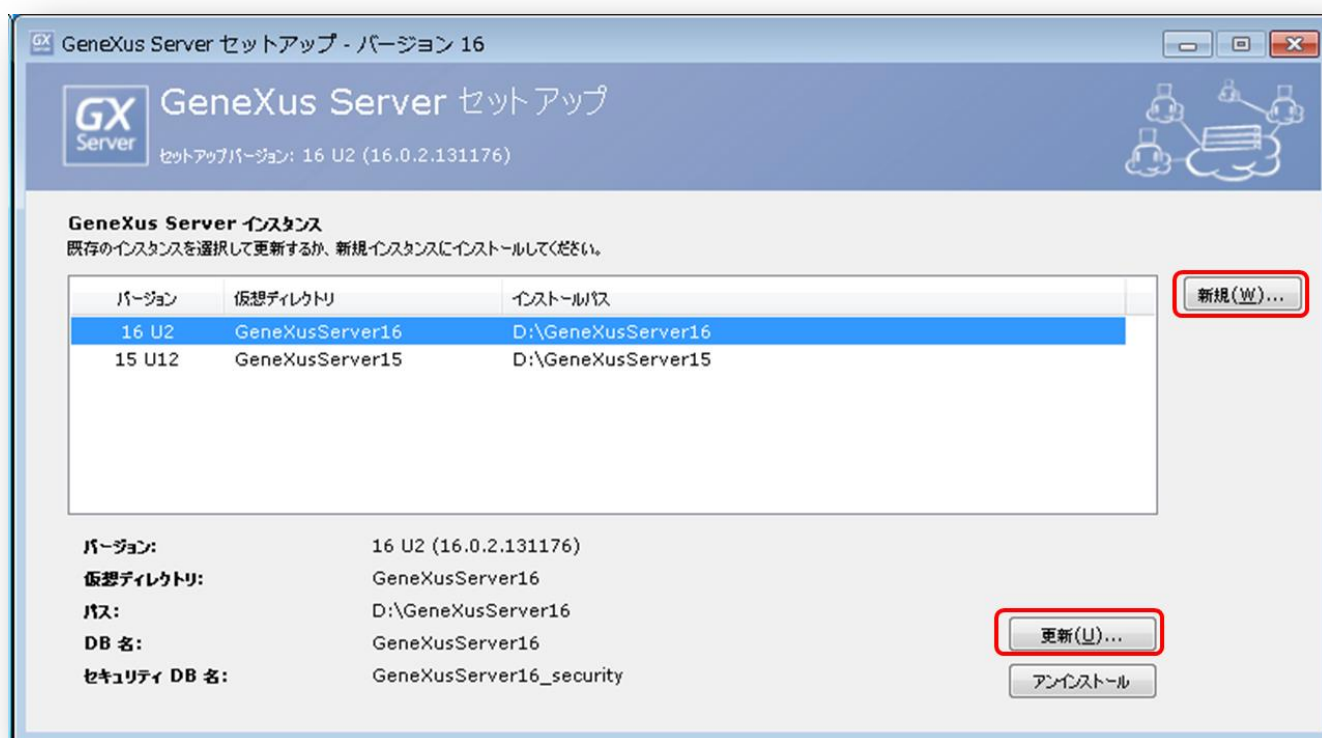 GX Server GeneXus Server セットアップ - バージョン 16
GX
Server
GeneXus Server セットアップ
セットアップバージョン: 16 U2 (16.0.2.131176)
GeneXus Server インスタンス
既存のインスタンスを選択して更新するか、新規インスタンスにインストールしてください。
バージョン 仮想ディレクトリ インストールパス
新規(W)...
16 U2 GeneXusServer16 D:\GeneXusServer16
15 U12 GeneXusServer15 D:\GeneXusServer15
バージョン: 16 U2 (16.0.2.131176)
仮想ディレクトリ: GeneXusServer16
パス: D:\GeneXusServer16
DB 名: GeneXusServer16
セキュリティ DB 名: GeneXusServer16_security
更新(U)...
アンインストール